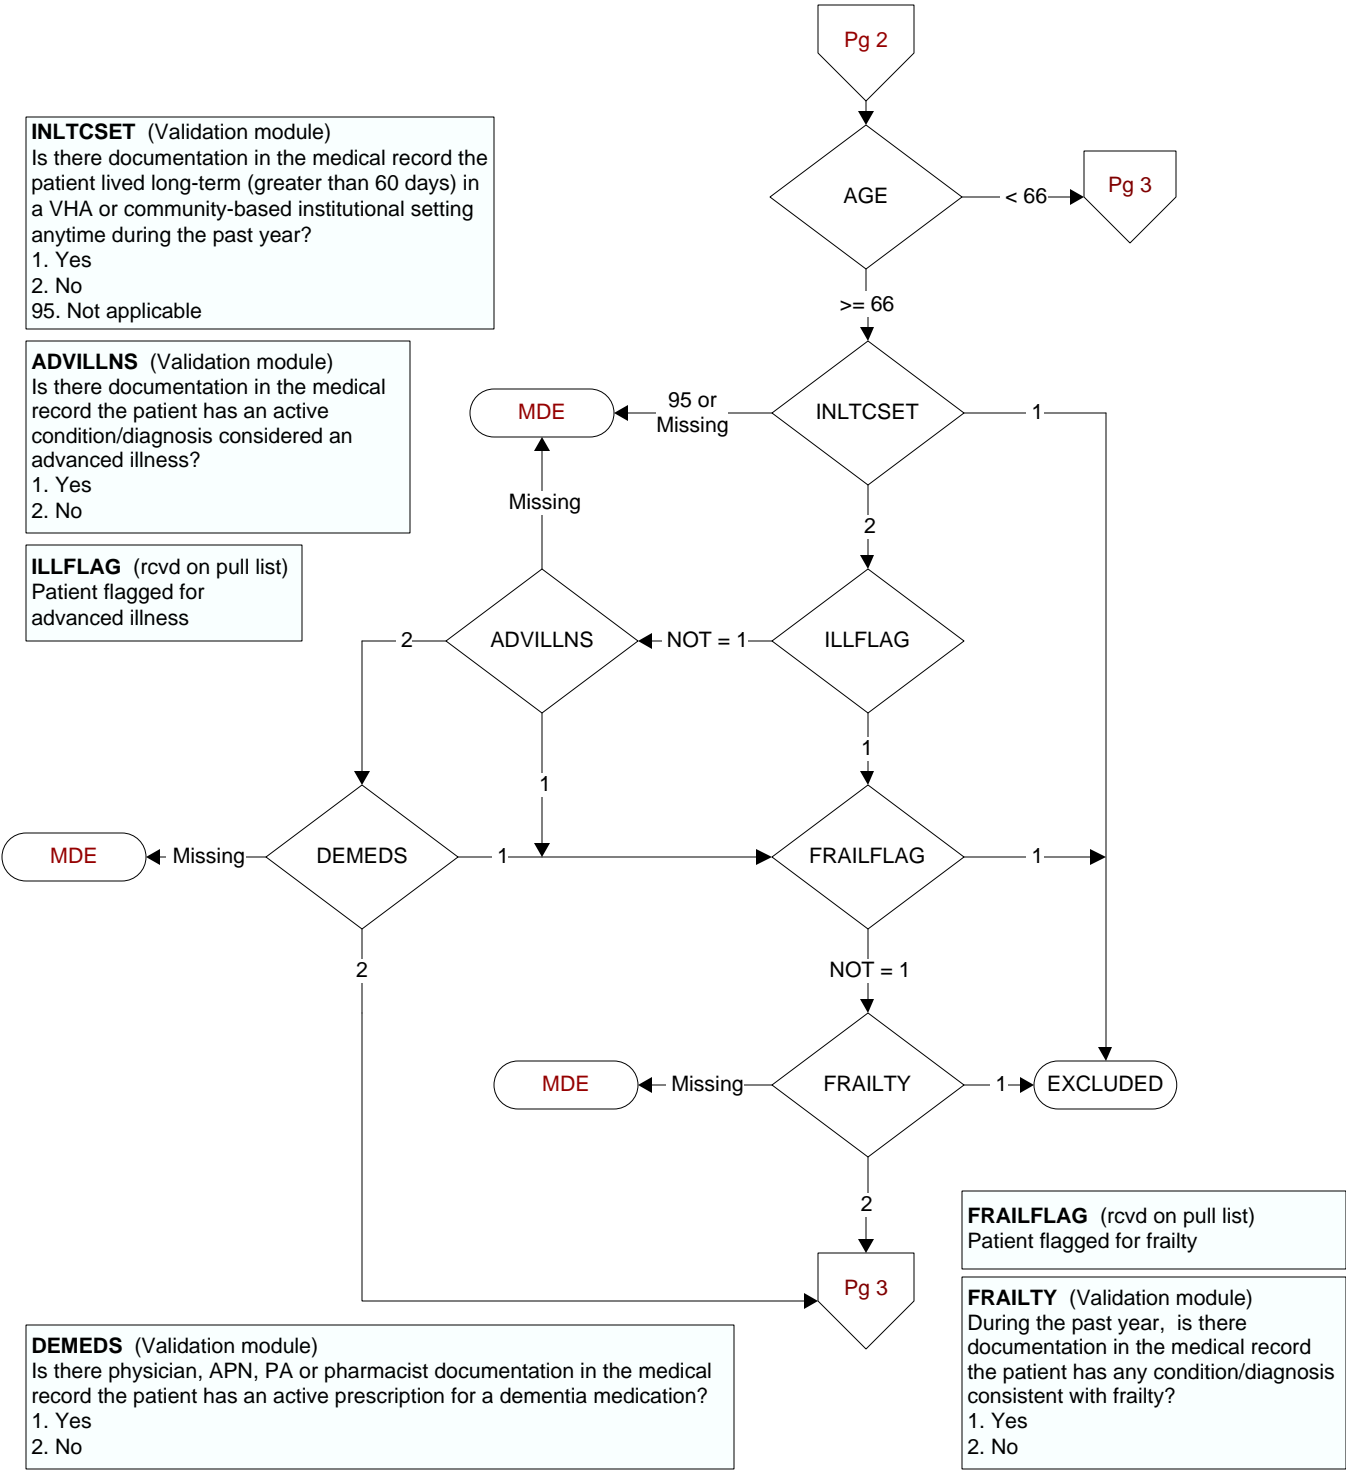 Pg 2
INLTCSET (Validation module)
Is there documentation in the medical record the
patient lived long-term (greater than 60 days) in
a VHA or community-based institutional setting
anytime during the past year?
1. Yes
2. No
95. Not applicable
AGE
< 66
Pg 3
>= 66
ADVILLNS (Validation module)
Is there documentation in the medical
record the patient has an active
condition/diagnosis considered an
advanced illness?
1. Yes
2. No
MDE
95 or
Missing
INLTCSET
1
Missing
2
ILLFLAG (rcvd on pull list)
Patient flagged for
advanced illness
2
ADVILLNS
NOT = 1
ILLFLAG
1
1
MDE
Missing
DEMEDS
1
FRAILFLAG
1
2
NOT = 1
MDE
Missing
FRAILTY
1
EXCLUDED
2
Pg 3
FRAILFLAG (rcvd on pull list)
Patient flagged for frailty
FRAILTY (Validation module)
During the past year, is there
documentation in the medical record
the patient has any condition/diagnosis
consistent with frailty?
1. Yes
2. No
DEMEDS (Validation module)
Is there physician, APN, PA or pharmacist documentation in the medical
record the patient has an active prescription for a dementia medication?
1. Yes
2. No